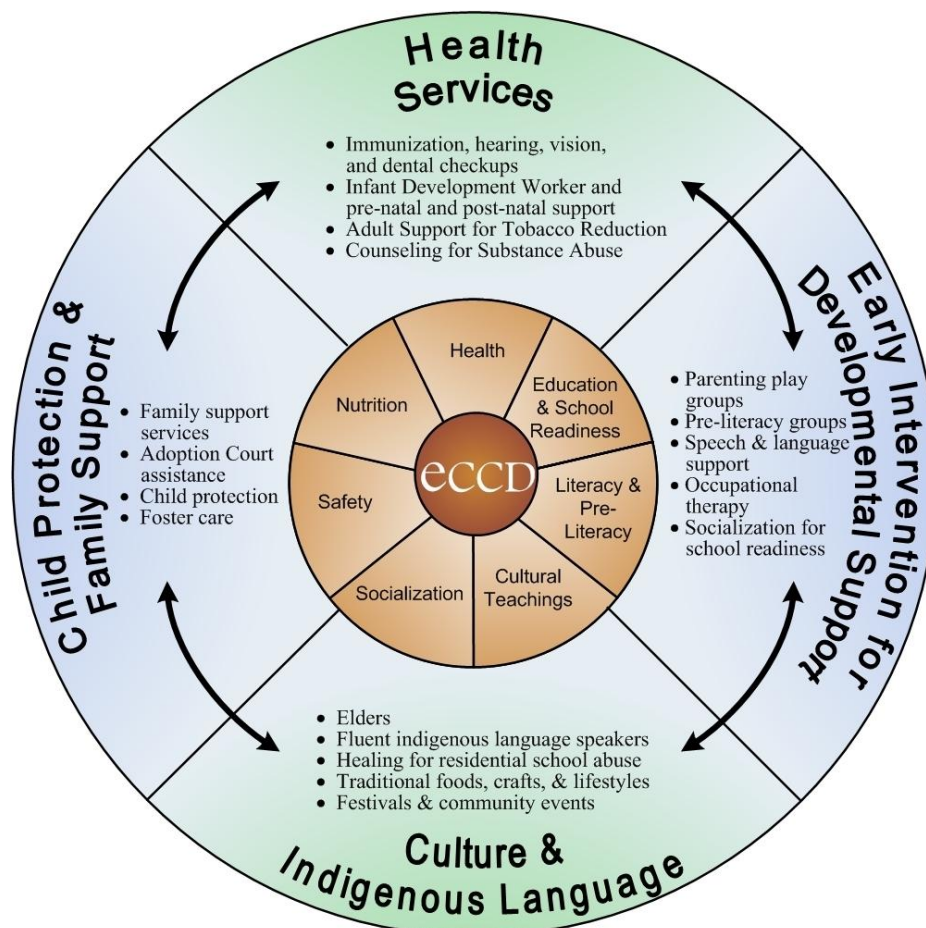 Health
Services
• Immunization, hearing, vision,
and dental checkups
• Infant Development Worker and
pre-natal and post-natal support
• Adult Support for Tobacco Reduction
• Counseling for Substance Abuse
Child Protection &
Family Support
• Family support
services
• Adoption Court
assistance
• Child protection
• Foster care
Health
Nutrition
Education
& School
Readiness
eCCD
Safety
Literacy &
Pre-
Literacy
Socialization
Cultural
Teachings
Early Intervention for
Developmental Support
• Parenting play
groups
• Pre-literacy groups
• Speech & language
support
• Occupational
therapy
• Socialization for
school readiness
• Elders
• Fluent indigenous language speakers
• Healing for residential school abuse
• Traditional foods, crafts, & lifestyles
• Festivals & community events
Culture &
Indigenous Language